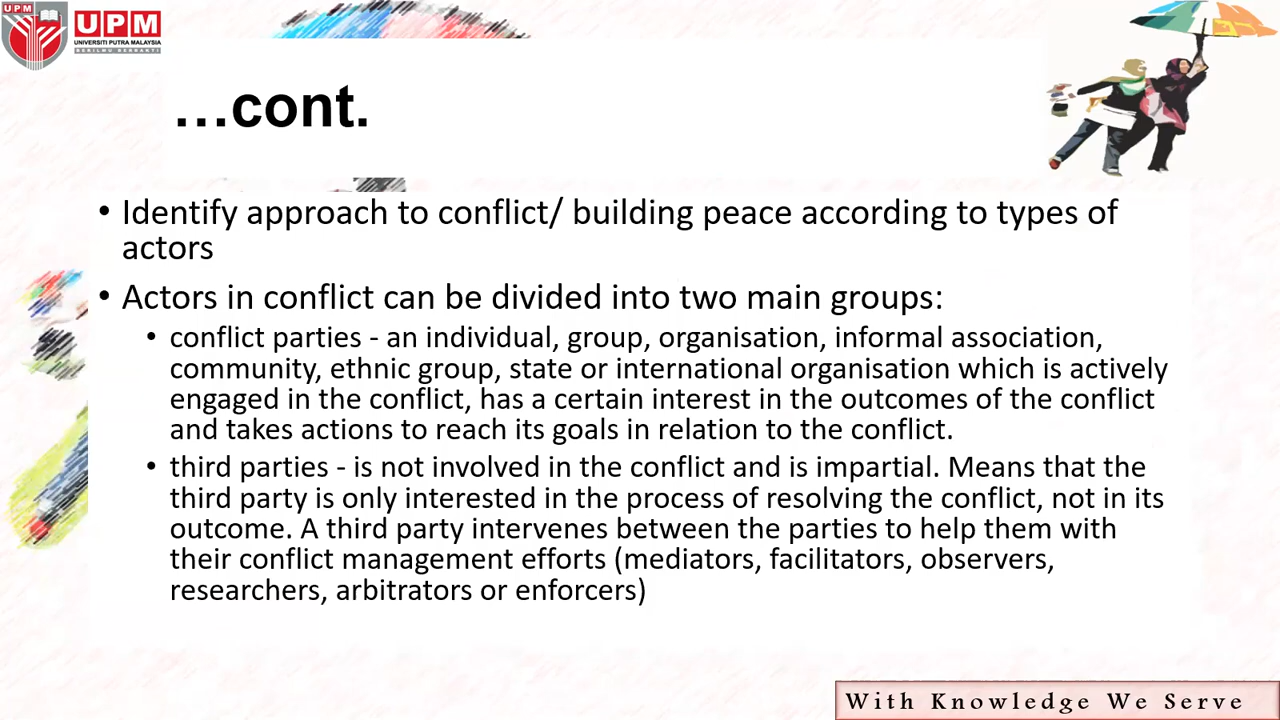 UPM
UPM
UNIVERSITI PUTRA MALAYSIA
BERILMU BERBAKTI
…cont.
• Identify approach to conflict/ building peace according to types of
actors
• Actors in conflict can be divided into two main groups:
• conflict parties - an individual, group, organisation, informal association,
community, ethnic group, state or international organisation which is actively
engaged in the conflict, has a certain interest in the outcomes of the conflict
and takes actions to reach its goals in relation to the conflict.
• third parties - is not involved in the conflict and is impartial. Means that the
third party is only interested in the process of resolving the conflict, not in its
outcome. A third party intervenes between the parties to help them with
their conflict management efforts (mediators, facilitators, observers,
researchers, arbitrators or enforcers)
With Knowledge We Serve